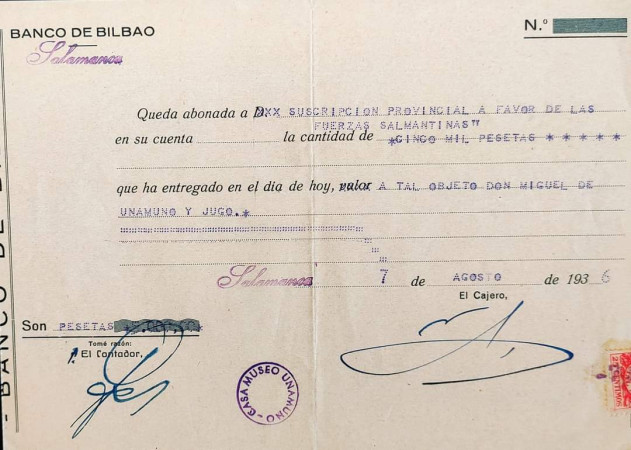 BANCO DE BILBAO
N.º
Salamanca
Queda abonada a D. XX SUSCRIPCION PROVINCIAL A FAVOR DE LAS
FUERZAS SALMANTINAS"
en su cuenta la cantidad de *CINCO MIL PESETAS * * * * *
que ha entregado en el día de hoy, valor A TAL OBJETO DON MIGUEL DE
UNAMUNO Y JUGO.*
Salamanca 7 de AGOSTO de 1936
El Cajero,
Son PESETAS
Tomé razón:
El Contador,
CASA MUSEO UNAMUNO
- BANCO DE